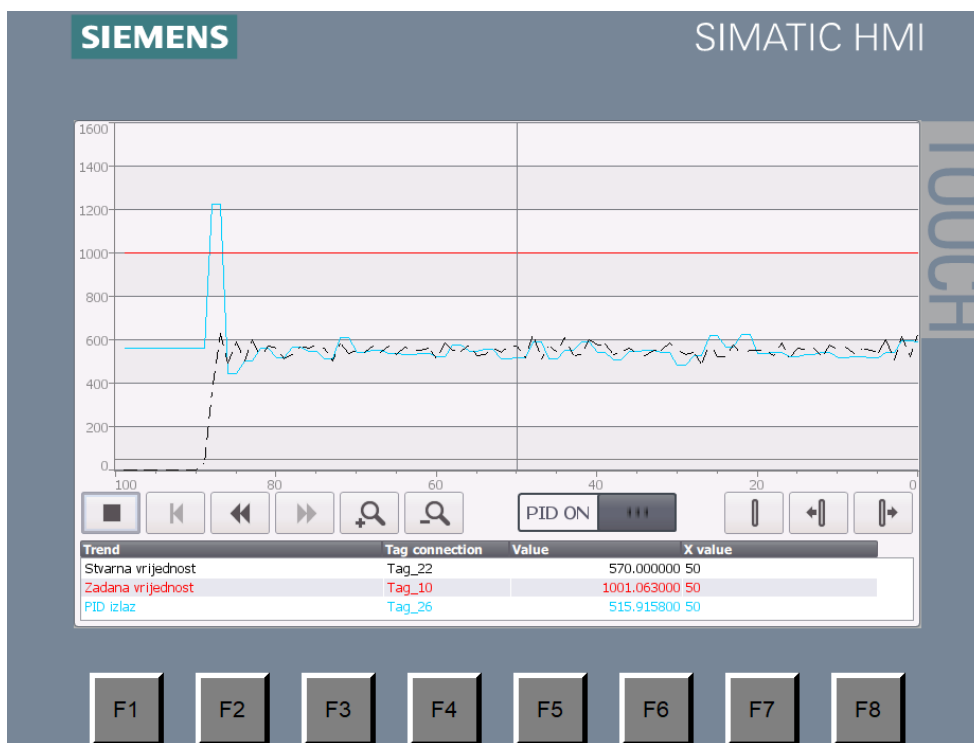 SIEMENS
SIMATIC HMI
TOUCH
1600
1400
1200
1000
800
600
400
200
0
100 80 60 40 20 0
PID ON
Trend Tag connection Value X value
Stvarna vrijednost Tag_22 570.000000 50
Zadana vrijednost Tag_10 1001.063000 50
PID izlaz Tag_26 515.915800 50
F1 F2 F3 F4 F5 F6 F7 F8